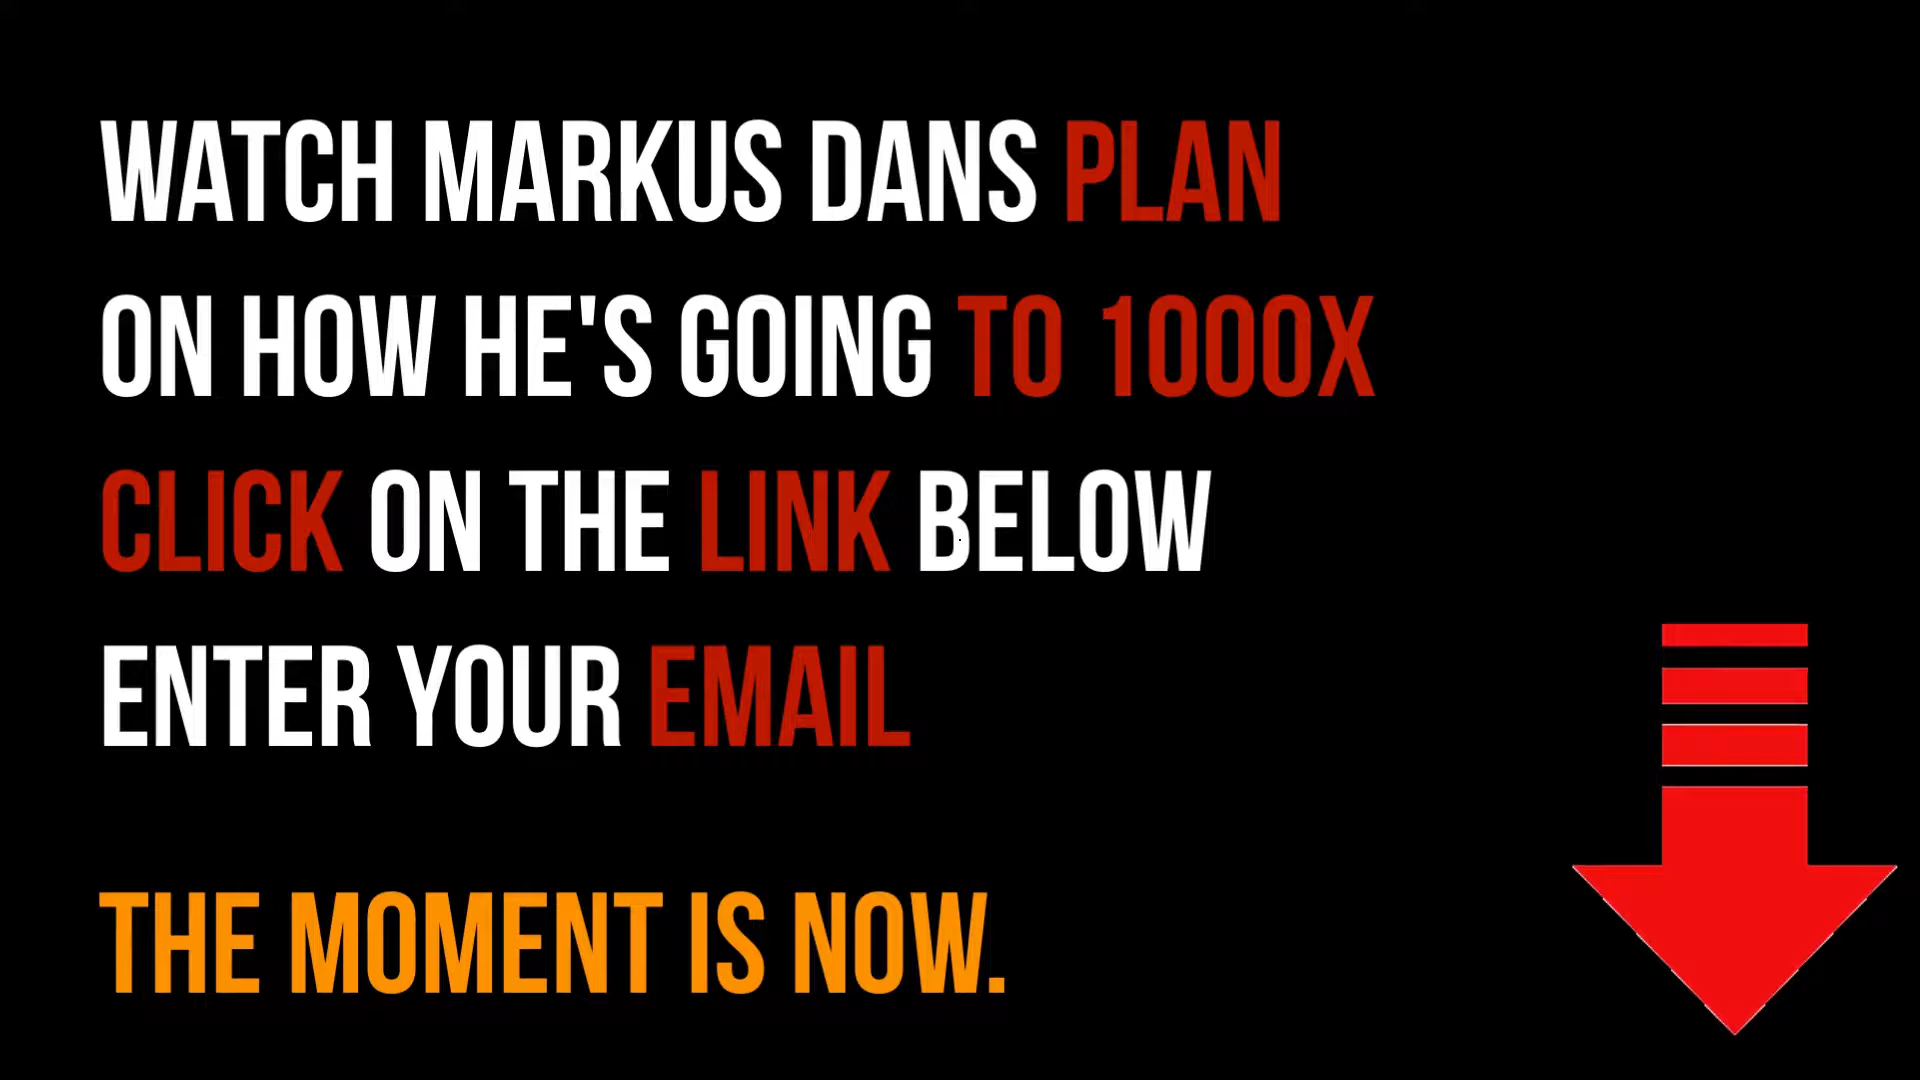 WATCH MARKUS DANS PLAN
ON HOW HE'S GOING TO 1000X
CLICK ON THE LINK BELOW
ENTER YOUR EMAIL
THE MOMENT IS NOW.